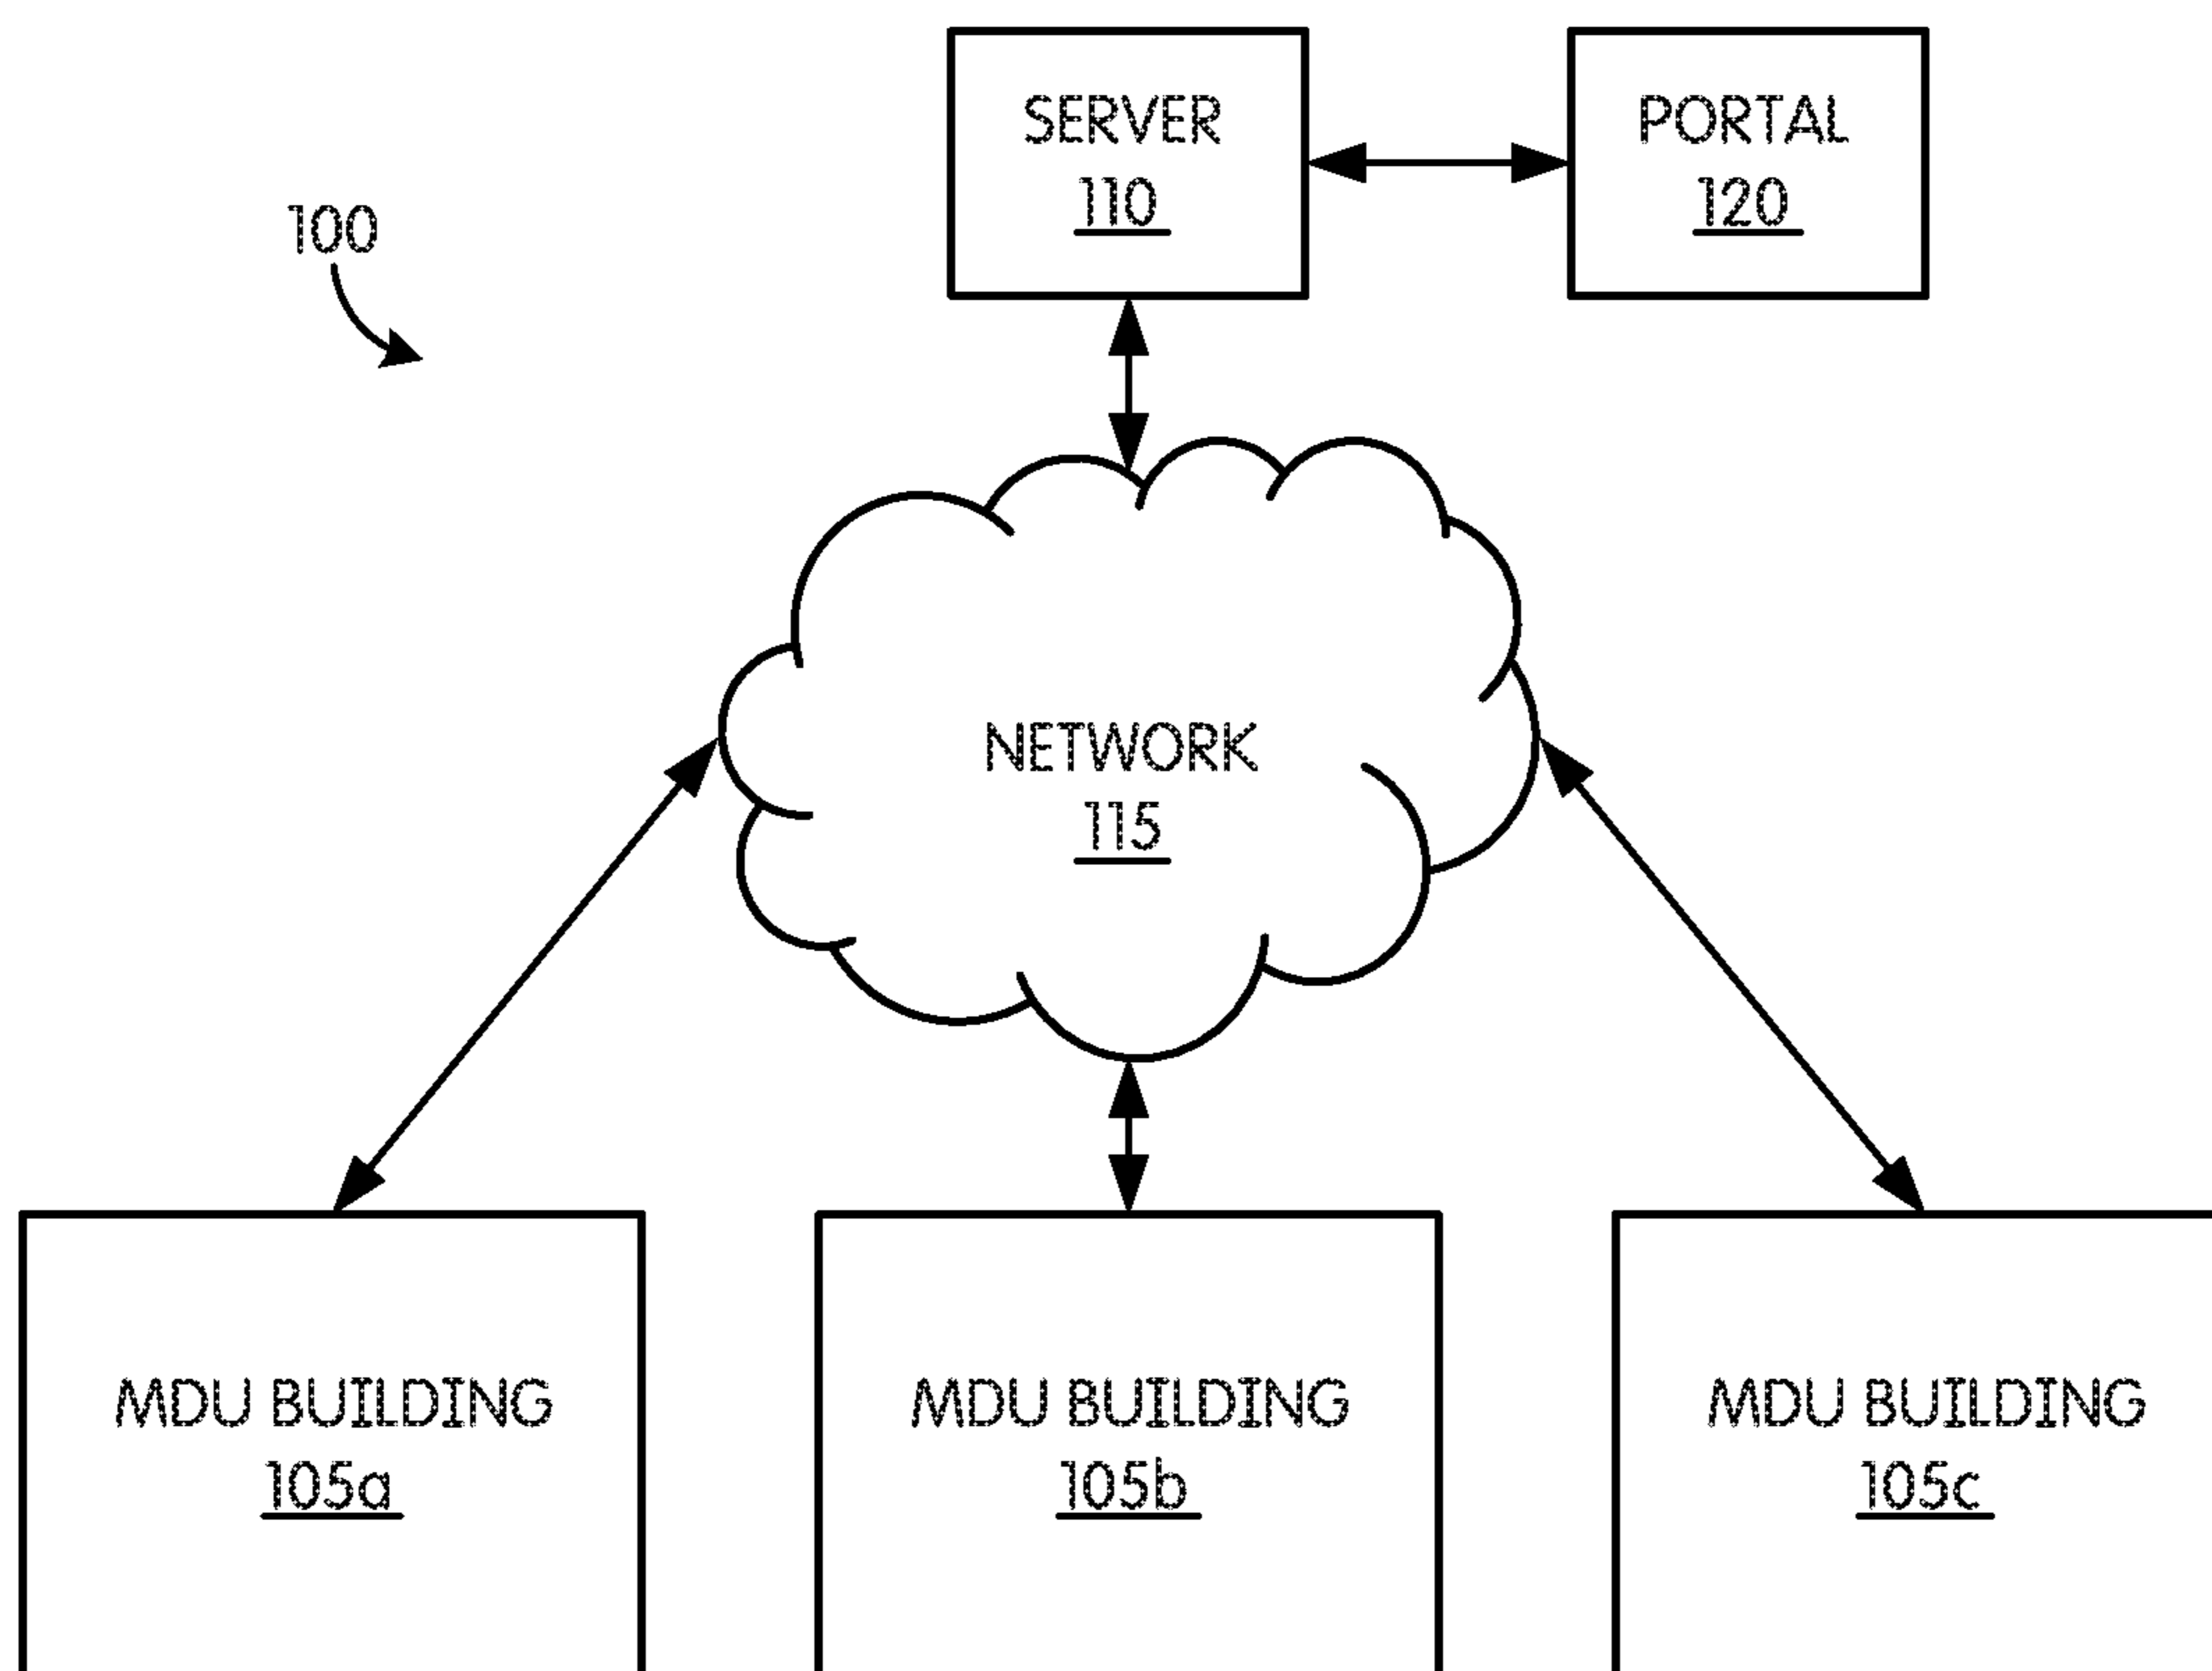 SERVER
110
PORTAL
120
100
NETWORK
115
MDU BUILDING
105a
MDU BUILDING
105b
MDU BUILDING
105c